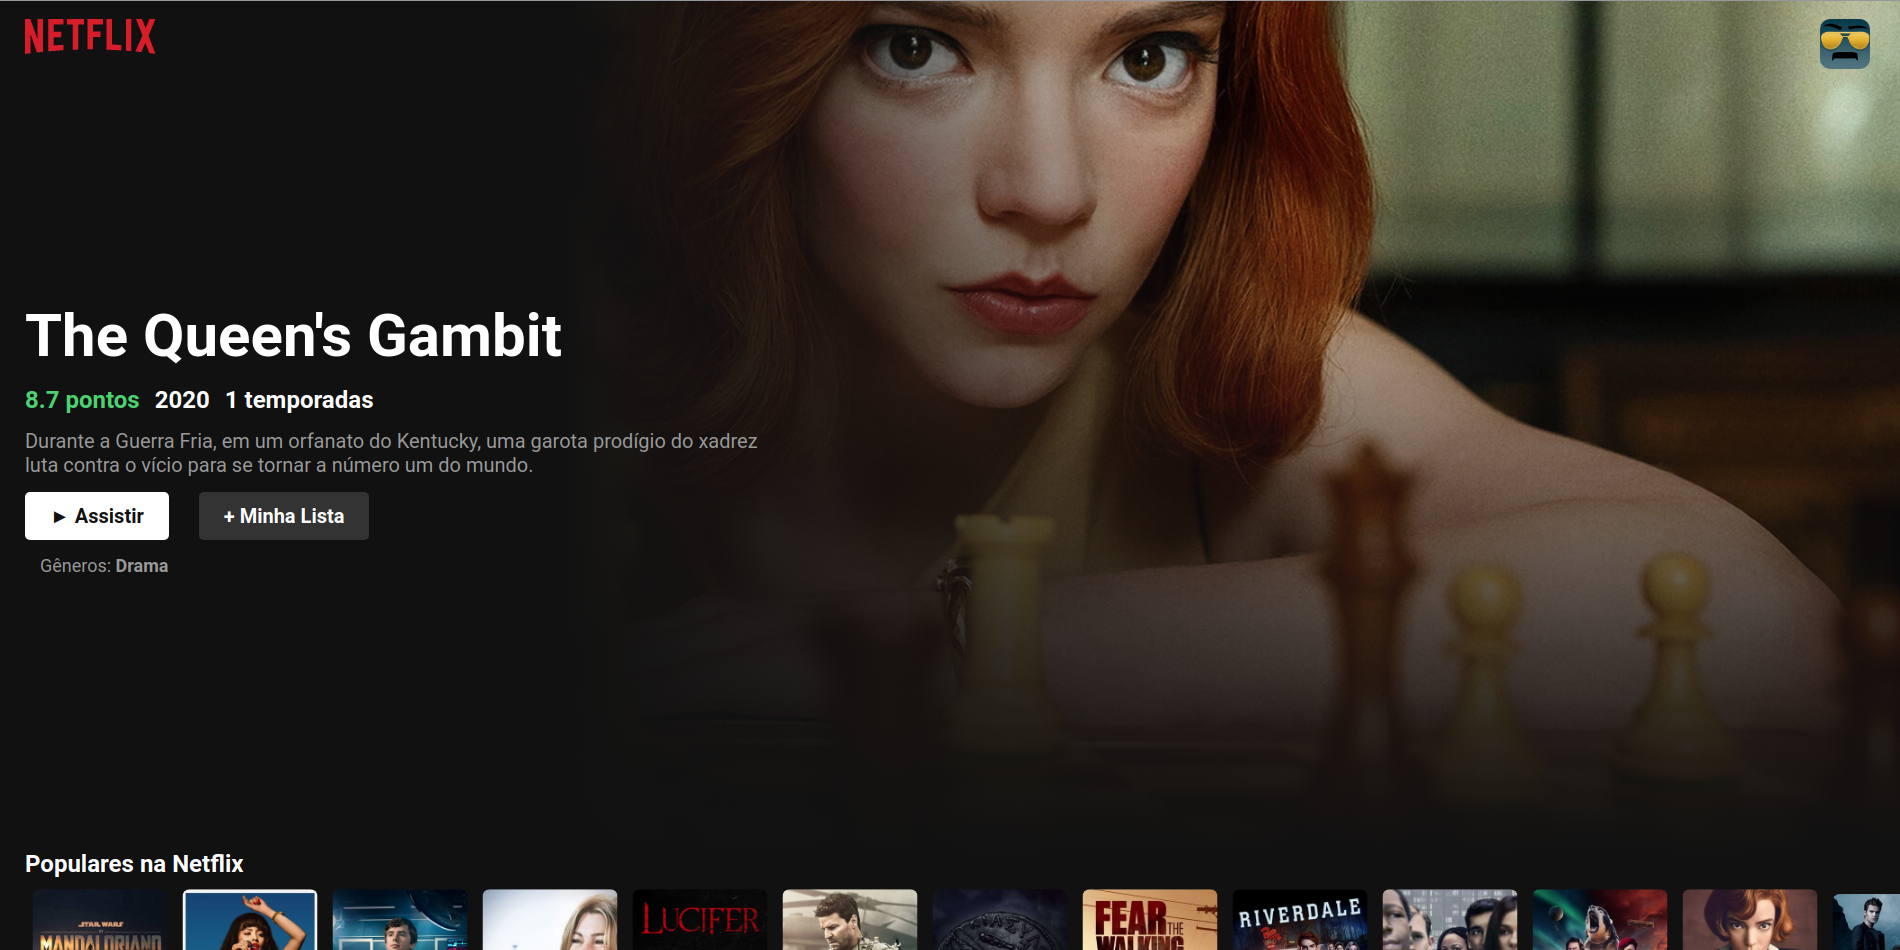 NETFLIX
The Queen's Gambit
8.7 pontos 2020 1 temporadas
Durante a Guerra Fria, em um orfanato do Kentucky, uma garota prodígio do xadrez
luta contra o vício para se tornar a número um do mundo.
► Assistir + Minha Lista
Gêneros: Drama
Populares na Netflix
STAR WARS
MANDALORIAN
LUCIFER
FEAR THE
WALKING
RIVERDALE